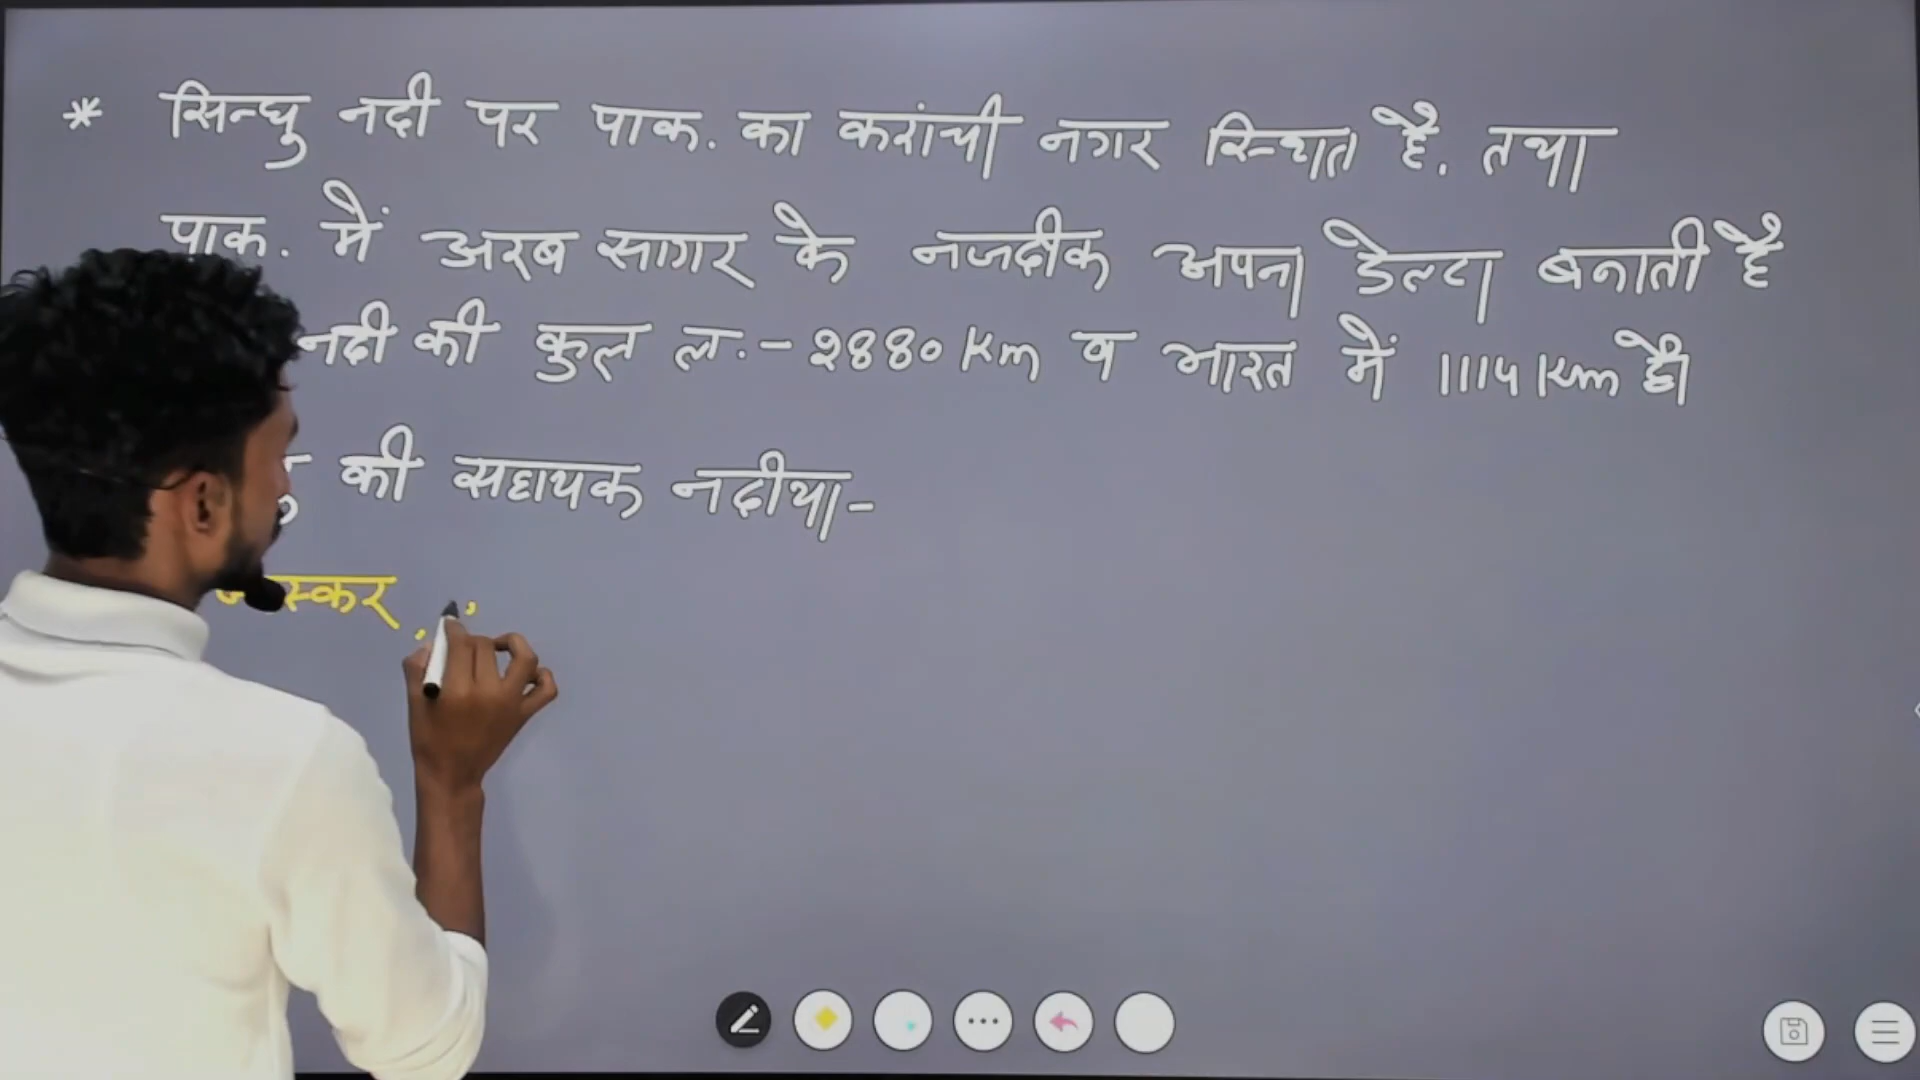 * सिन्धु नदी पर पाक. का करांची नगर स्थित है. तथा
पाक. में अरब सागर के नजदीक अपना डेल्टा बनाती है
नदी की कुल ल.:- 2880 Km व भारत में 1114 Km है।
की सहायक नदीया-
स्कर,